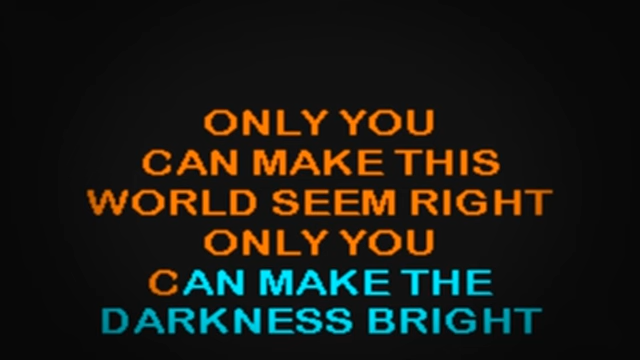 ONLY YOU
CAN MAKE THIS
WORLD SEEM RIGHT
ONLY YOU
CAN MAKE THE
DARKNESS BRIGHT